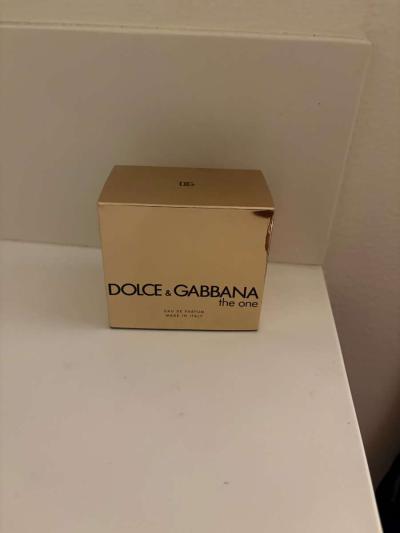 DG
DOLCE & GABBANA
the one
EAU DE PARFUM
MADE IN ITALY